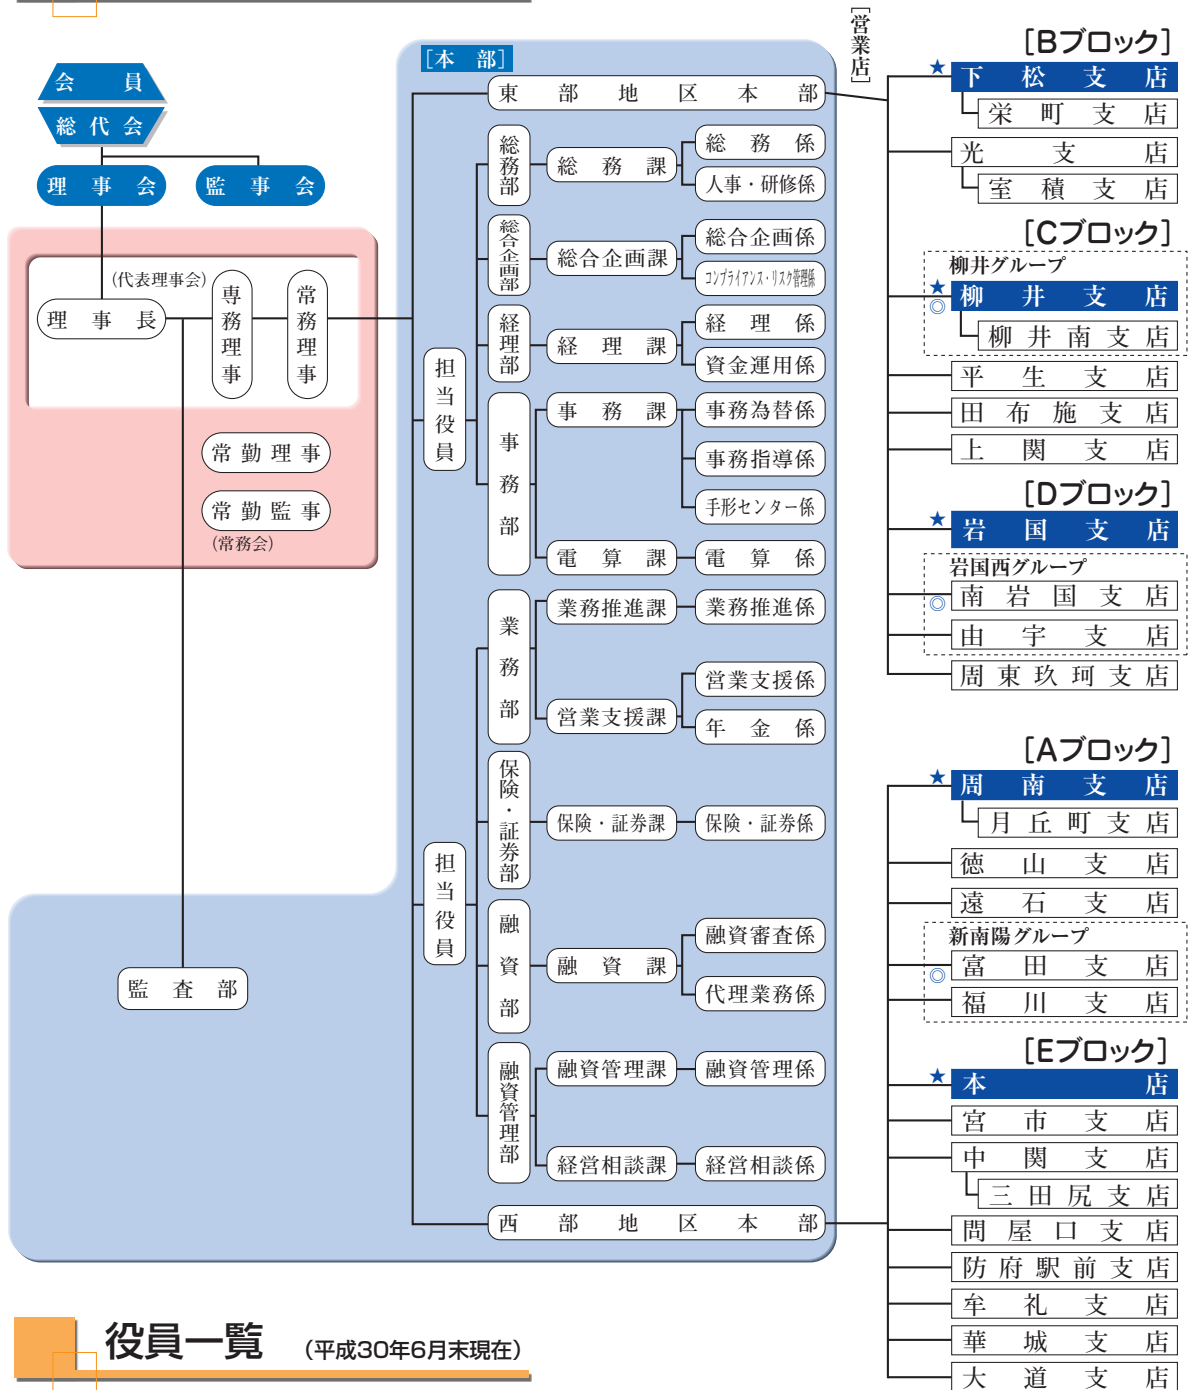 会員
総代会
理事会
監事会
(代表理事会)
理事長
専務理事
常務理事
常勤理事
常勤監事
(常務会)
監査部
[本 部]
東部地区本部
担当役員
総務部
総務課
総務係
人事・研修係
総合企画部
総合企画課
総合企画係
コンプライアンス・リスク管理係
経理部
経理課
経理係
資金運用係
事務部
事務課
事務為替係
事務指導係
手形センター係
電算課
電算係
担当役員
業務部
業務推進課
業務推進係
営業支援課
営業支援係
年金係
保険・証券部
保険・証券課
保険・証券係
融資部
融資課
融資審査係
代理業務係
融資管理部
融資管理課
融資管理係
経営相談課
経営相談係
西部地区本部
[営業店]
[Bブロック]
★下松支店
栄町支店
光支店
室積支店
[Cブロック]
柳井グループ
★◎柳井支店
柳井南支店
平生支店
田布施支店
上関支店
[Dブロック]
★岩国支店
岩国西グループ
◎南岩国支店
由宇支店
周東玖珂支店
[Aブロック]
★周南支店
月丘町支店
徳山支店
遠石支店
新南陽グループ
◎富田支店
福川支店
[Eブロック]
★本店
宮市支店
中関支店
三田尻支店
問屋口支店
防府駅前支店
牟礼支店
華城支店
大道支店
役員一覧 (平成30年6月末現在)